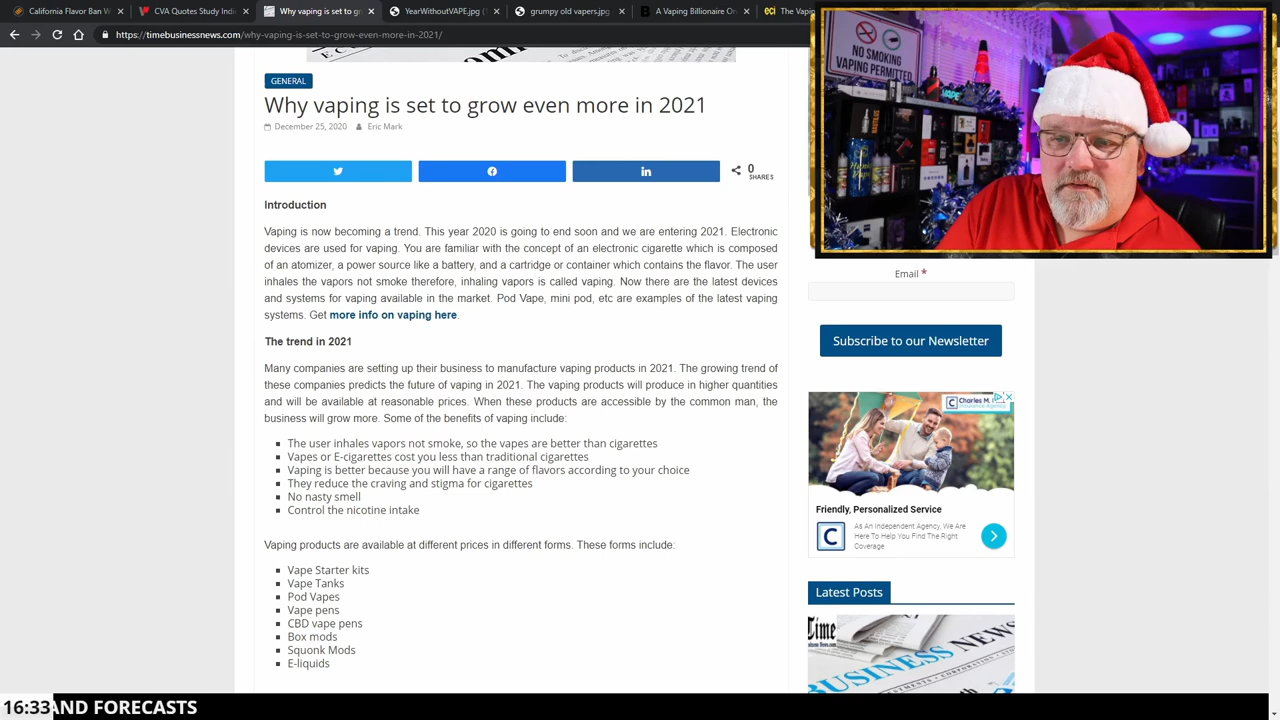 California Flavor Ban W
CVA Quotes Study Indi
Why vaping is set to g
YearWithoutVAPE.jpg (
grumpy old vapers.jpg
A Vaping Billionaire On
The Vapi
https://timebusinessnews.com/why-vaping-is-set-to-grow-even-more-in-2021/
NO SMOKING
VAPING PERMITTED
VAPE
GENERAL
Why vaping is set to grow even more in 2021
December 25, 2020 Eric Mark
0
SHARES
Introduction
Vaping is now becoming a trend. This year 2020 is going to end soon and we are entering 2021. Electronic
devices are used for vaping. You are familiar with the concept of an electronic cigarette which is composed
of an atomizer, a power source like a battery, and a cartridge or container which contains the flavor. The user
inhales the vapors not smoke therefore, inhaling vapors is called vaping. Now there are the latest devices
and systems for vaping available in the market. Pod Vape, mini pod, etc are examples of the latest vaping
systems. Get more info on vaping here.
The trend in 2021
Many companies are setting up their business to manufacture vaping products in 2021. The growing trend of
these companies predicts the future of vaping in 2021. The vaping products will produce in higher quantities
and will be available at reasonable prices. When these products are accessible by the common man, the
business will grow more. Some of the benefits of vaping include:
The user inhales vapors not smoke, so the vapes are better than cigarettes
Vapes or E-cigarettes cost you less than traditional cigarettes
Vaping is better because you will have a range of flavors according to your choice
They reduce the craving and stigma for cigarettes
No nasty smell
Control the nicotine intake
Vaping products are available at different prices in different forms. These forms include:
Vape Starter kits
Vape Tanks
Pod Vapes
Vape pens
CBD vape pens
Box mods
Squonk Mods
E-liquids
Email *
Subscribe to our Newsletter
Charles M.
Insurance Agency
Friendly, Personalized Service
As An Independent Agency, We Are
Here To Help You Find The Right
Coverage
Latest Posts
Time
BUSINESS NEWS
16:33 AND FORECASTS